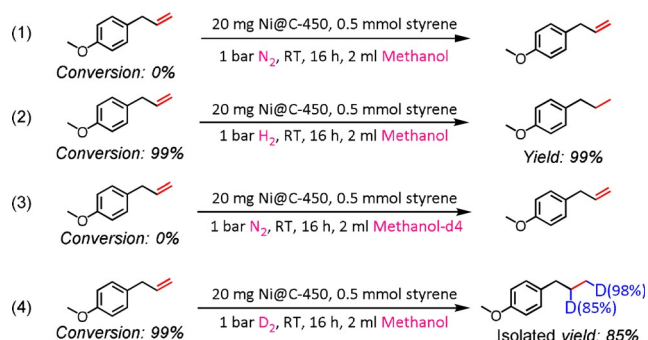 (1)
O
20 mg Ni@C-450, 0.5 mmol styrene
1 bar N2, RT, 16 h, 2 ml Methanol
O
Conversion: 0%
(2)
O
20 mg Ni@C-450, 0.5 mmol styrene
1 bar H2, RT, 16 h, 2 ml Methanol
O
Conversion: 99%
Yield: 99%
(3)
O
20 mg Ni@C-450, 0.5 mmol styrene
1 bar N2, RT, 16 h, 2 ml Methanol-d4
O
Conversion: 0%
(4)
O
20 mg Ni@C-450, 0.5 mmol styrene
1 bar D2, RT, 16 h, 2 ml Methanol
O
D(98%)
D(85%)
Conversion: 99%
Isolated yield: 85%